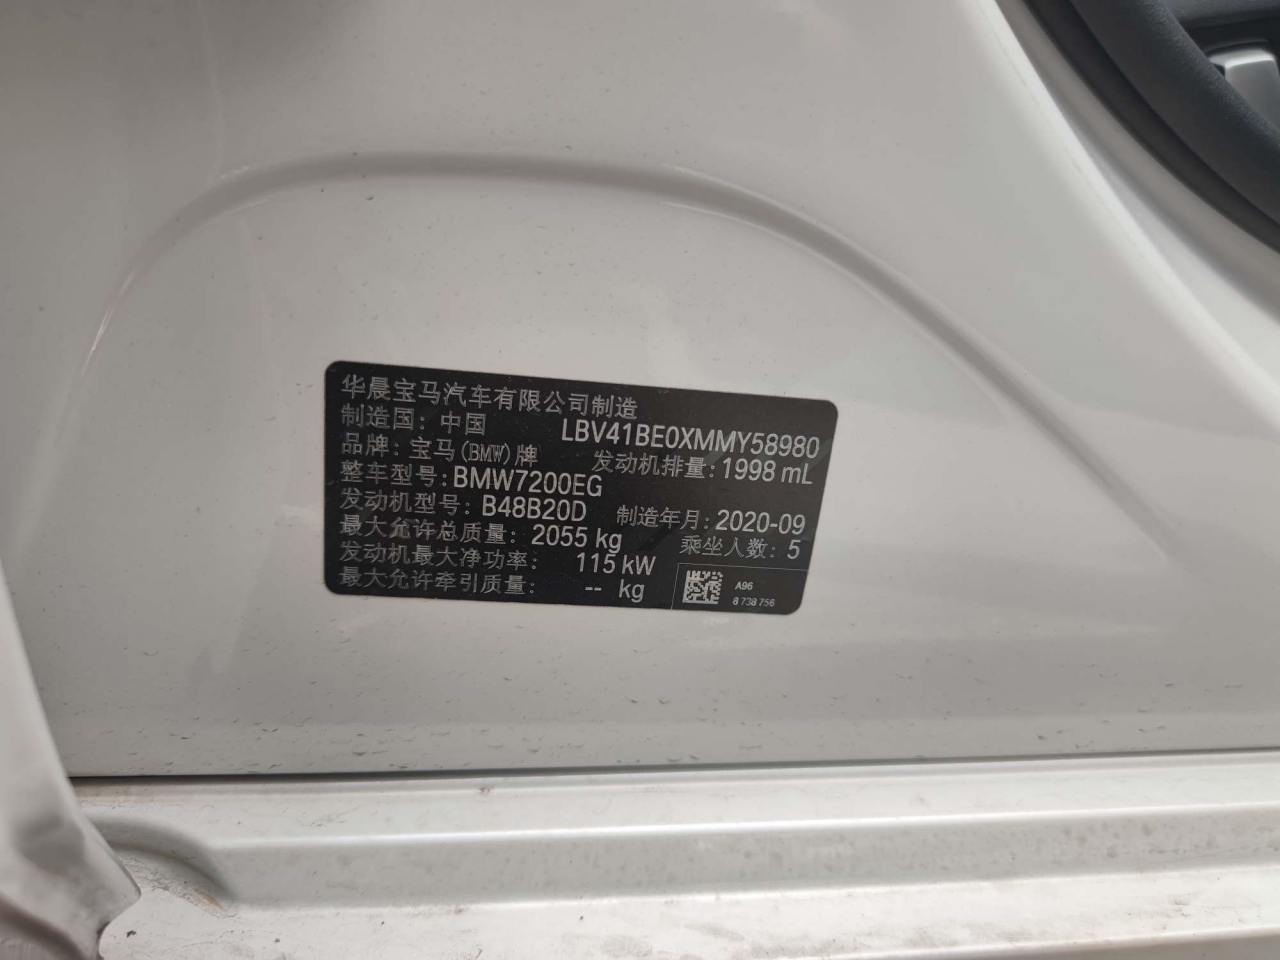 华晨宝马汽车有限公司制造
制造国：中国 LBV41BE0XMMY58980
品牌：宝马(BMW)牌 发动机排量：1998 mL
整车型号：BMW7200EG
发动机型号：B48B20D 制造年月：2020-09
最大允许总质量：2055 kg 乘坐人数：5
发动机最大净功率：115 kW
最大允许牵引质量：-- kg
A96
8 738 756